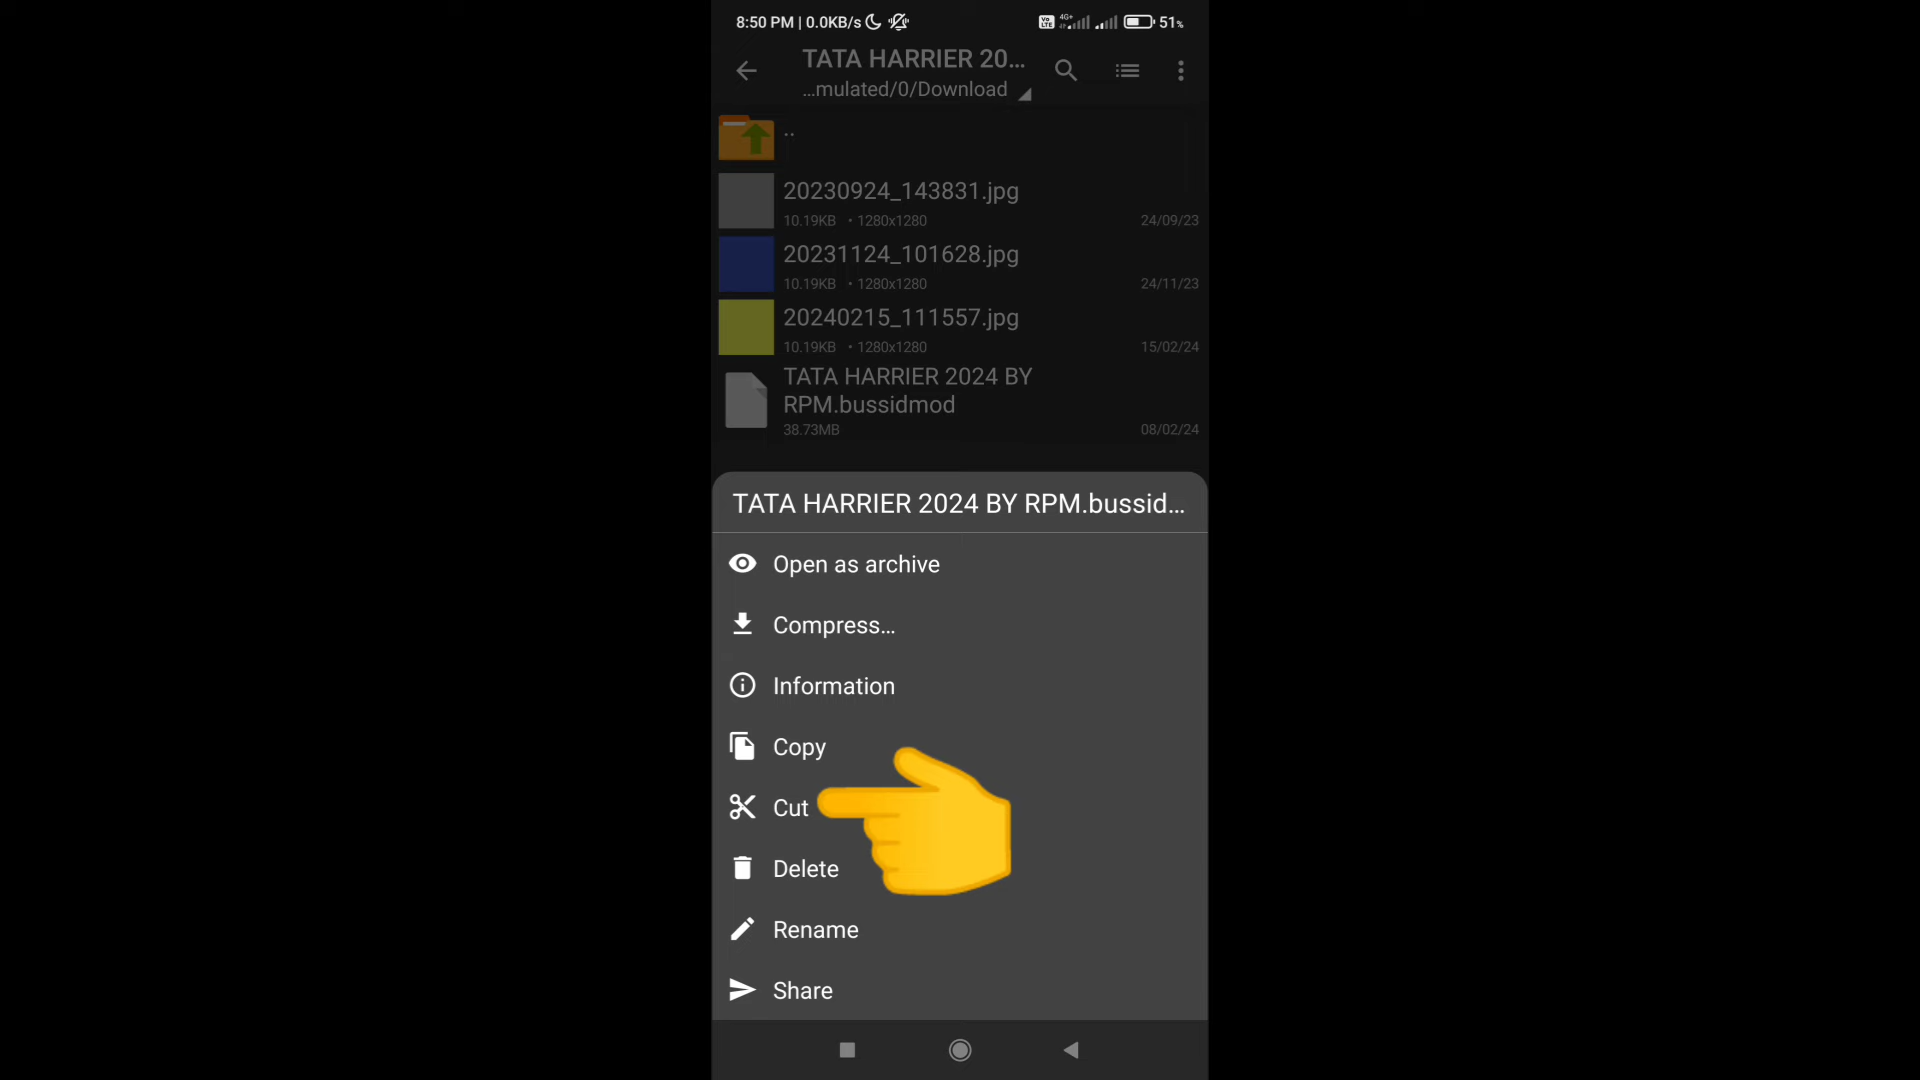 8:50 PM | 0.0KB/s
Vo LTE 4G+ 51%
TATA HARRIER 20...
...mulated/0/Download
..
20230924_143831.jpg
10.19KB • 1280x1280 24/09/23
20231124_101628.jpg
10.19KB • 1280x1280 24/11/23
20240215_111557.jpg
10.19KB • 1280x1280 15/02/24
TATA HARRIER 2024 BY
RPM.bussidmod
38.73MB 08/02/24
TATA HARRIER 2024 BY RPM.bussid...
Open as archive
Compress...
Information
Copy
Cut
Delete
Rename
Share